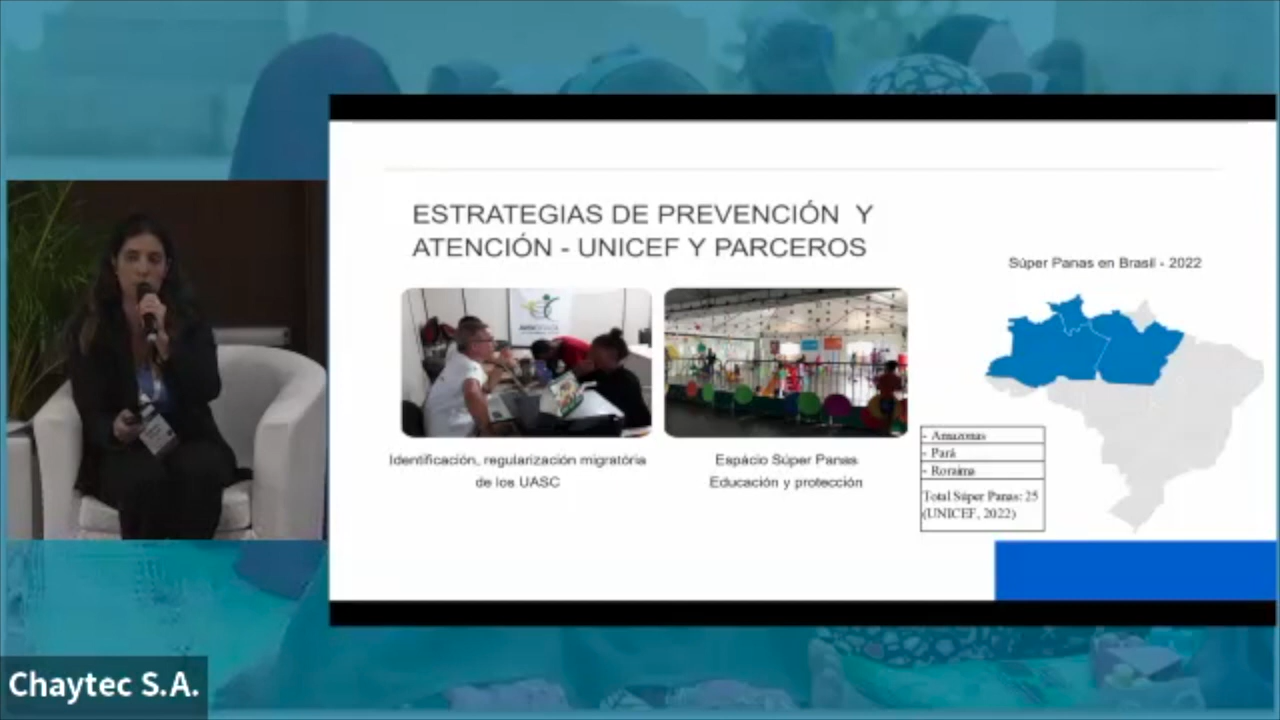 ESTRATEGIAS DE PREVENCIÓN Y
ATENCIÓN - UNICEF Y PARCEROS
Súper Panas en Brasil - 2022
Identificación, regularización migratória
de los UASC
Espácio Súper Panas
Educación y protección
- Amazonas
- Pará
- Roraima
Total Súper Panas: 25
(UNICEF, 2022)
Chaytec S.A.